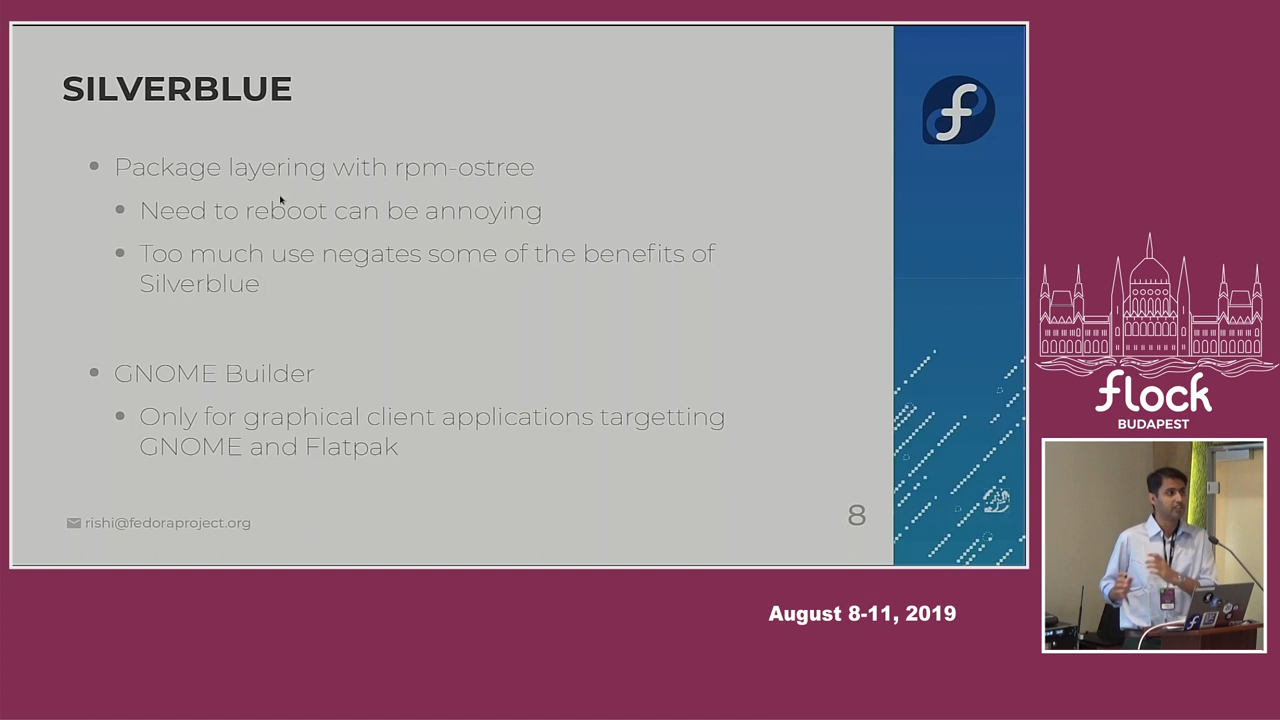 SILVERBLUE
Package layering with rpm-ostree
Need to reboot can be annoying
Too much use negates some of the benefits of
Silverblue
GNOME Builder
Only for graphical client applications targetting
GNOME and Flatpak
rishi@fedoraproject.org
8
flock
BUDAPEST
August 8-11, 2019